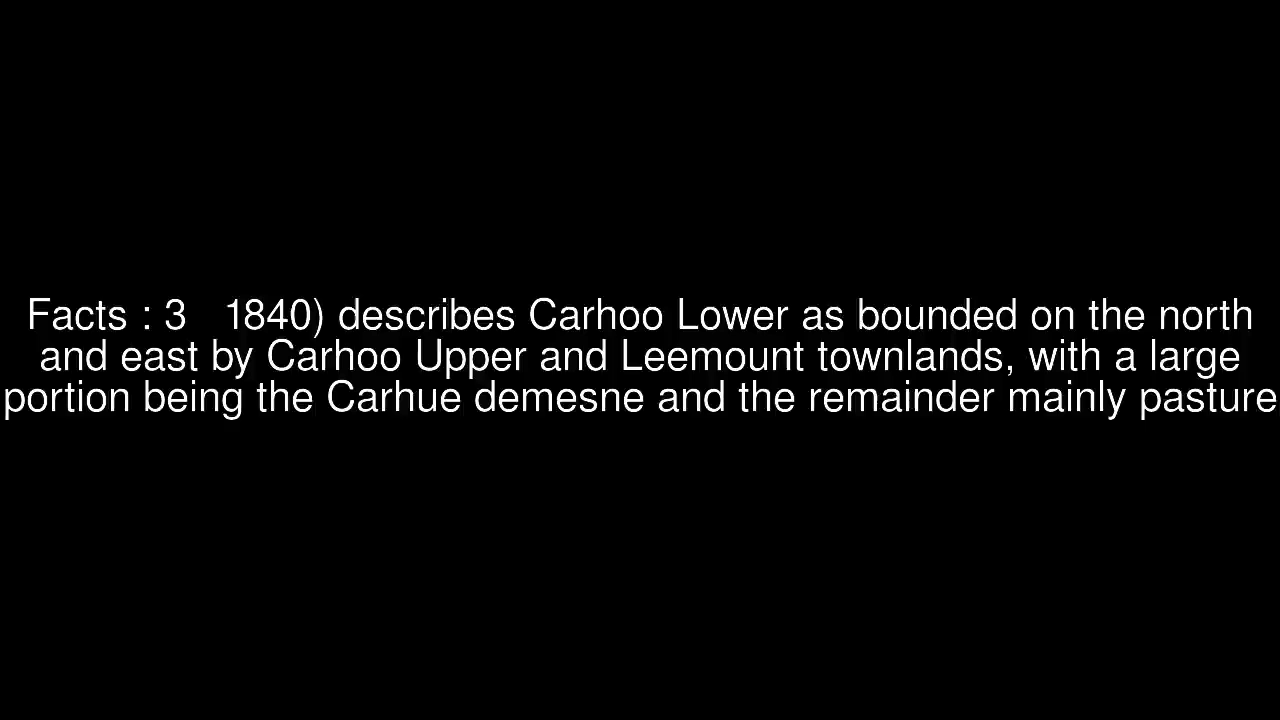 Facts : 3   1840) describes Carhoo Lower as bounded on the north
and east by Carhoo Upper and Leemount townlands, with a large
portion being the Carhue demesne and the remainder mainly pasture